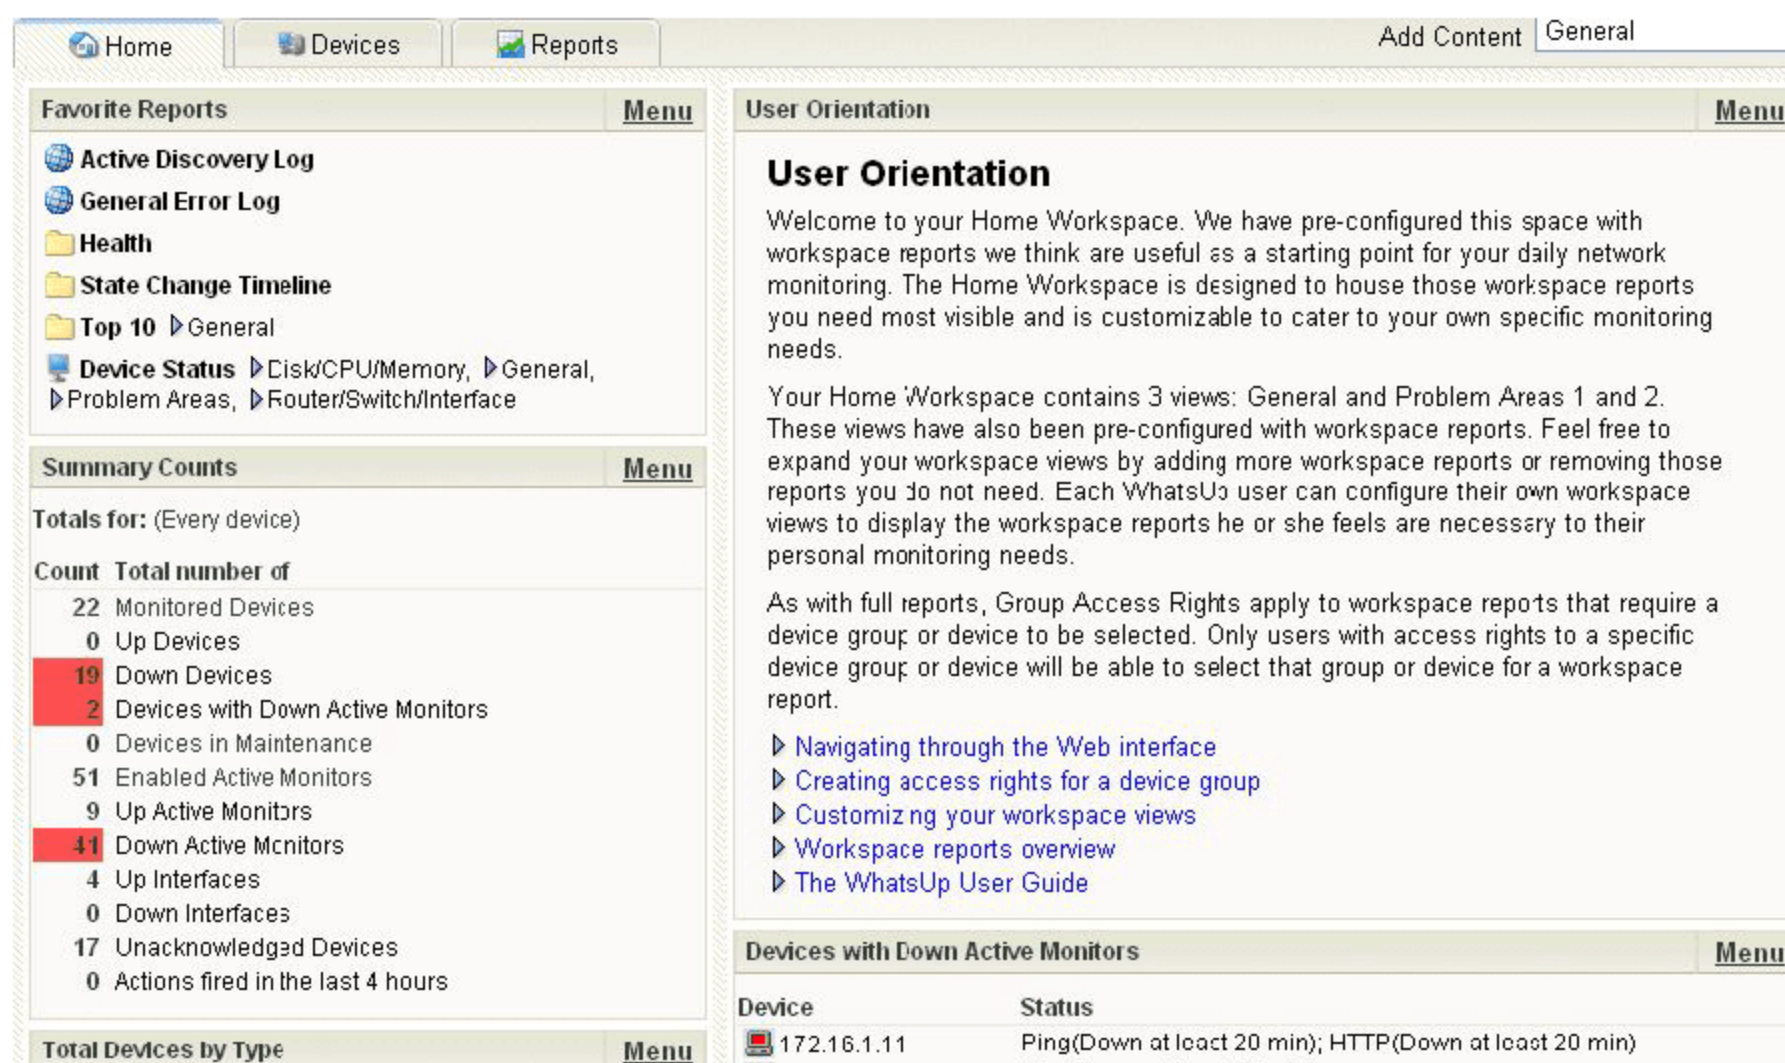 Home
Devices
Reports
Add Content
General
Favorite Reports
Menu
Active Discovery Log
General Error Log
Health
State Change Timeline
Top 10 General
Device Status Disk/CPU/Memory, General,
Problem Areas, Router/Switch/Interface
Summary Counts
Menu
Totals for: (Every device)
Count Total number of
22 Monitored Devices
0 Up Devices
19 Down Devices
2 Devices with Down Active Monitors
0 Devices in Maintenance
51 Enabled Active Monitors
9 Up Active Monitors
41 Down Active Monitors
4 Up Interfaces
0 Down Interfaces
17 Unacknowledged Devices
0 Actions fired in the last 4 hours
Total Devices by Type
Menu
User Orientation
Menu
User Orientation
Welcome to your Home Workspace. We have pre-configured this space with
workspace reports we think are useful as a starting point for your daily network
monitoring. The Home Workspace is designed to house those workspace reports
you need most visible and is customizable to cater to your own specific monitoring
needs.
Your Home Workspace contains 3 views: General and Problem Areas 1 and 2.
These views have also been pre-configured with workspace reports. Feel free to
expand your workspace views by adding more workspace reports or removing those
reports you do not need. Each WhatsUp user can configure their own workspace
views to display the workspace reports he or she feels are necessary to their
personal monitoring needs.
As with full reports, Group Access Rights apply to workspace reports that require a
device group or device to be selected. Only users with access rights to a specific
device group or device will be able to select that group or device for a workspace
report.
Navigating through the Web interface
Creating access rights for a device group
Customizing your workspace views
Workspace reports overview
The WhatsUp User Guide
Devices with Down Active Monitors
Menu
Device Status
172.16.1.11 Ping(Down at least 20 min); HTTP(Down at least 20 min)